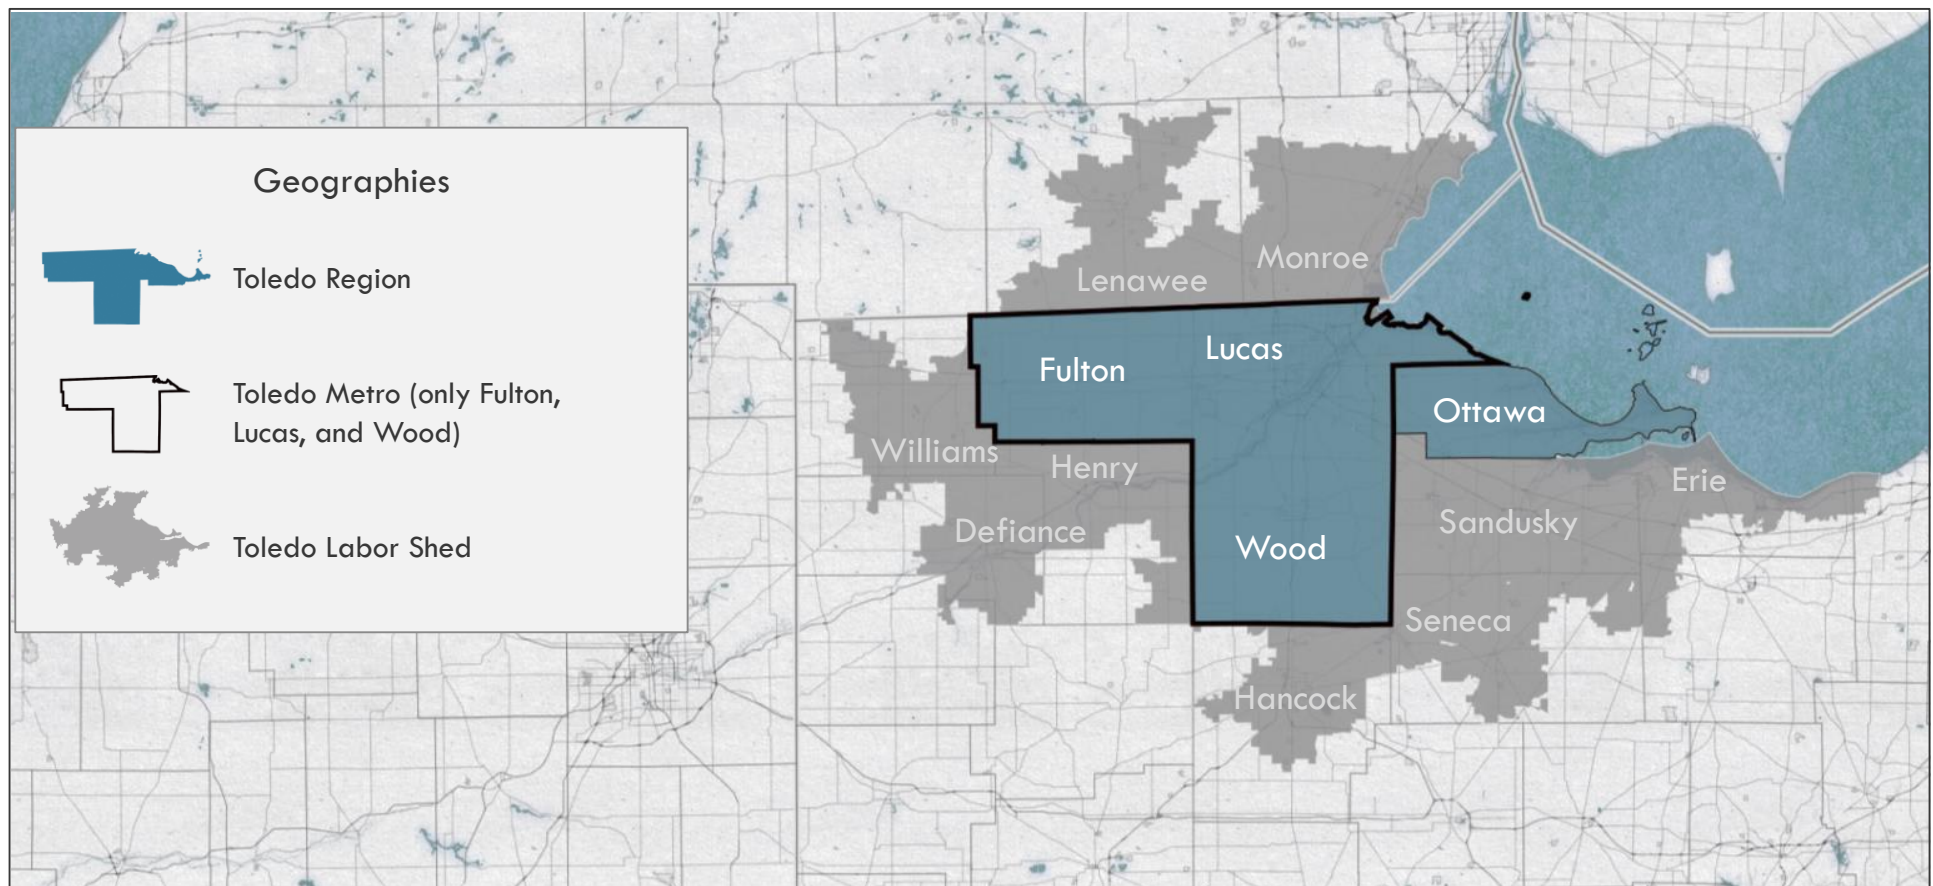 Geographies
Toledo Region
Toledo Metro (only Fulton,
Lucas, and Wood)
Toledo Labor Shed
Monroe
Lenawee
Lucas
Fulton
Ottawa
Williams
Henry
Erie
Defiance
Sandusky
Wood
Seneca
Hancock